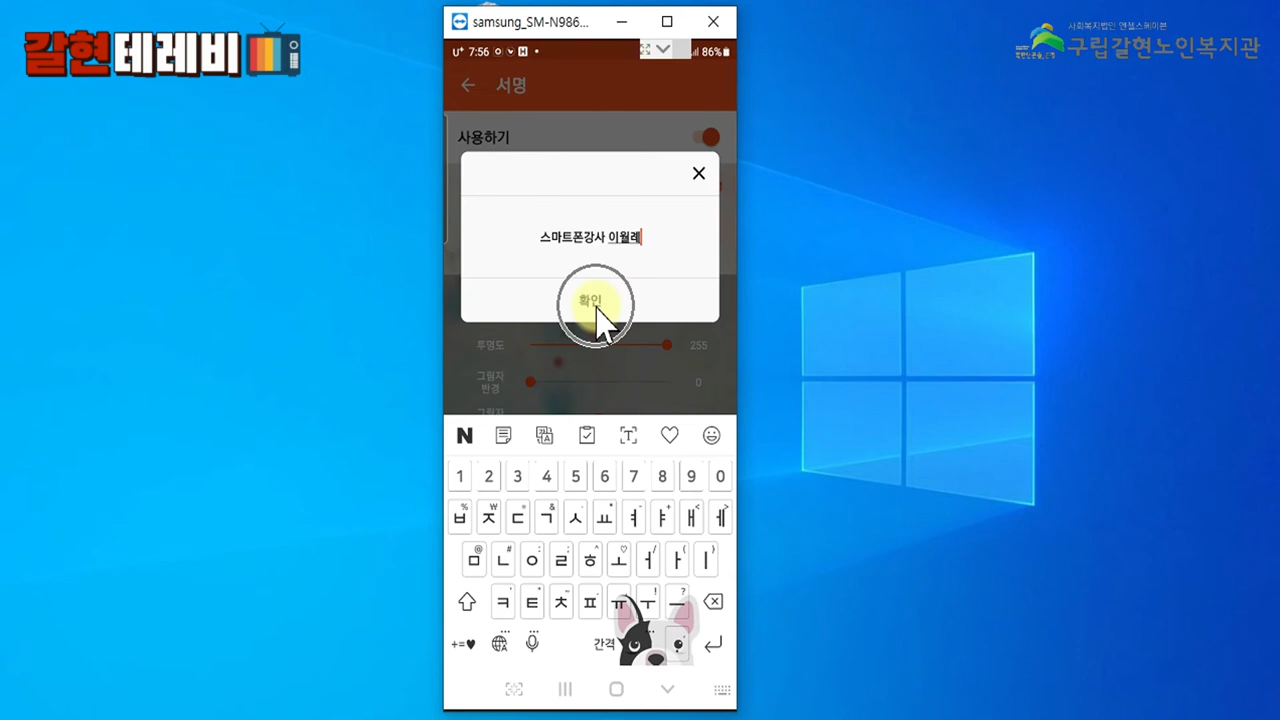 갈현테레비
사회복지법인 엔젤스헤이븐
구립갈현노인복지관
samsung_SM-N986...
U+ 7:56 H 86%
서명
사용하기
스마트폰강사 이월례
확인
투명도 255
그림자 반경 0
그림자
N
1 2 3 4 5 6 7 8 9 0
ㅂ ㅈ ㄷ ㄱ ㅅ ㅛ ㅕ ㅑ ㅐ ㅔ
ㅁ ㄴ ㅇ ㄹ ㅎ ㅗ ㅓ ㅏ ㅣ
ㅋ ㅌ ㅊ ㅍ ㅠ ㅜ ㅡ
+=♥ 간격